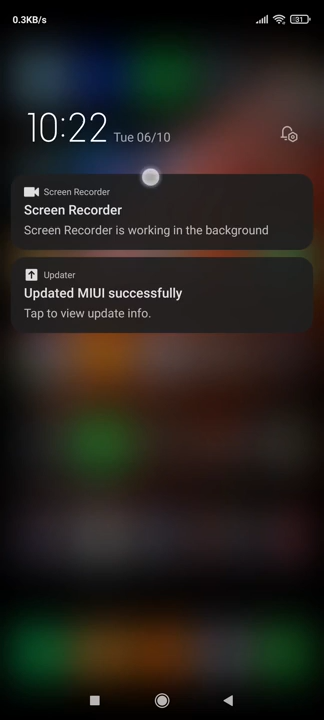 0.3KB/s
31
10:22 Tue 06/10
Screen Recorder
Screen Recorder
Screen Recorder is working in the background
Updater
Updated MIUI successfully
Tap to view update info.